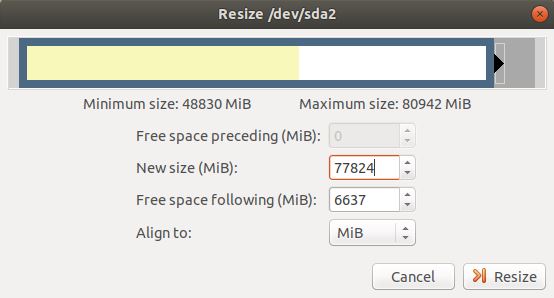 Resize /dev/sda2
Minimum size: 48830 MiB Maximum size: 80942 MiB
Free space preceding (MiB): 0
New size (MiB): 77824
Free space following (MiB): 6637
Align to: MiB
Cancel Resize